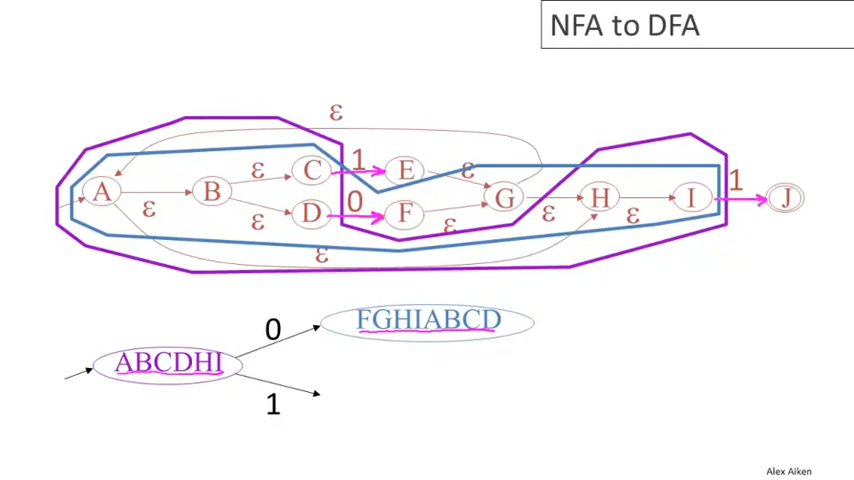 NFA to DFA
ε
C 1 E
ε ε
A B G H I 1 J
ε ε ε
D 0 F
ε ε
ε
0 FGHIABCD
ABCDHI
1
Alex Aiken